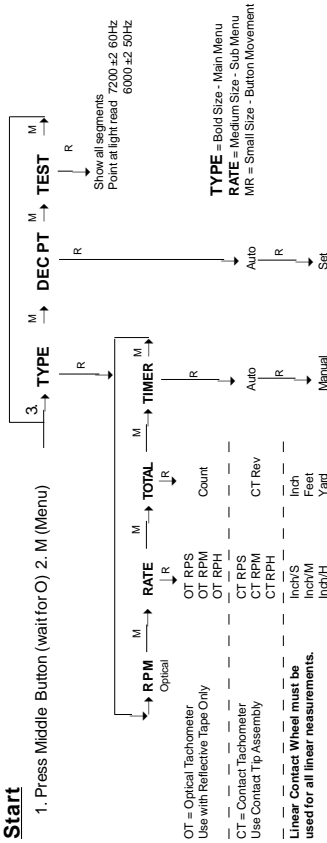 Start
1. Press Middle Button (wait for O) 2. M (Menu)
3. TYPE M DEC PT M TEST M
R R R
Show all segments
Point at light read 7200 ±2 60Hz
6000 ±2 50Hz
RPM M RATE M TOTAL M TIMER M
Optical R R R
TYPE = Bold Size - Main Menu
RATE = Medium Size - Sub Menu
MR = Small Size - Button Movement
OT = Optical Tachometer
Use with Reflective Tape Only
OT RPS
OT RPM
OT RPH
Count
CT = Contact Tachometer
Use Contact Tip Assembly
CT RPS
CT RPM
CT RPH
CT Rev
Auto
R
Manual
Auto
R
Set
Linear Contact Wheel must be
used for all linear neasurements.
Inch/S
Inch/M
Inch/H
Inch
Feet
Yard